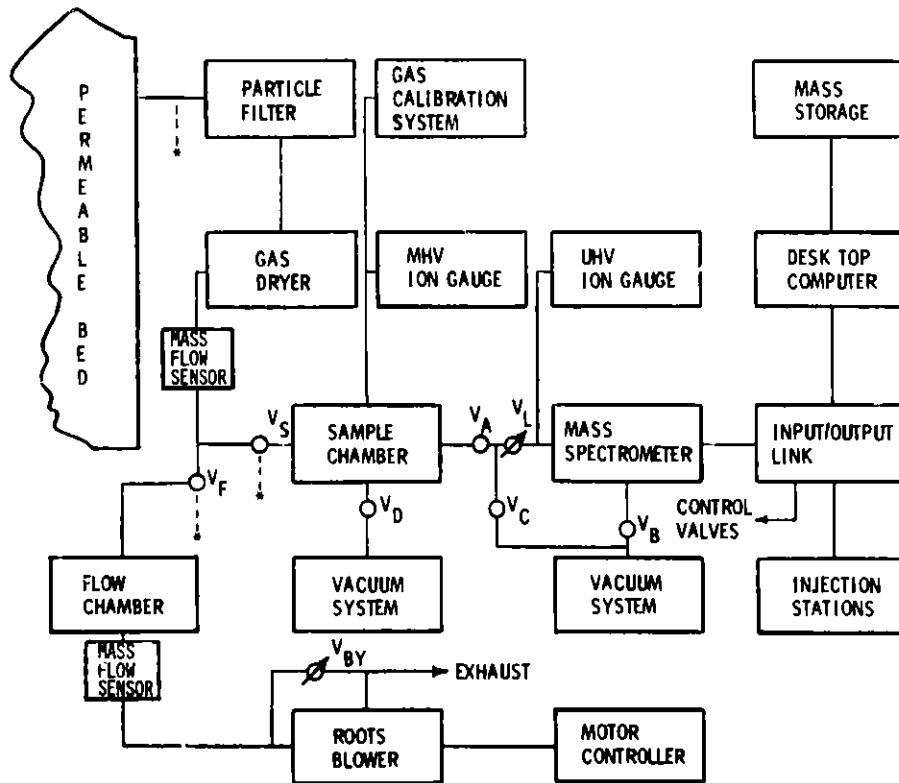 PERMEABLE BED
PARTICLE
FILTER
GAS
CALIBRATION
SYSTEM
MASS
STORAGE
GAS
DRYER
MHV
ION GAUGE
UHV
ION GAUGE
DESK TOP
COMPUTER
MASS
FLOW
SENSOR
VS
SAMPLE
CHAMBER
VA
VL
MASS
SPECTROMETER
INPUT/OUTPUT
LINK
VF
*
*
*
VD
VC
VB
CONTROL
VALVES
FLOW
CHAMBER
VACUUM
SYSTEM
VACUUM
SYSTEM
INJECTION
STATIONS
MASS
FLOW
SENSOR
VBY
EXHAUST
ROOTS
BLOWER
MOTOR
CONTROLLER